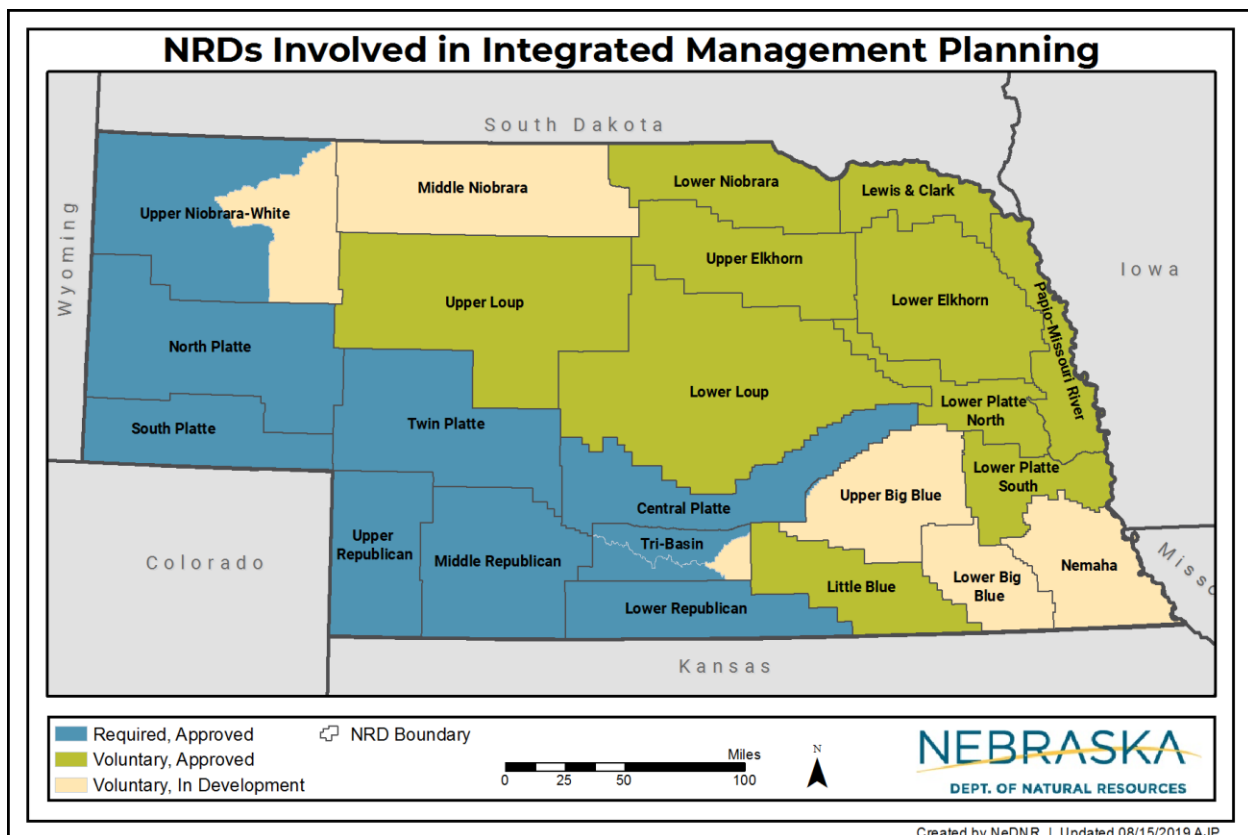 NRDs Involved in Integrated Management Planning
South Dakota
Wyoming
Iowa
Colorado
Kansas
Misso
Upper Niobrara-White
Middle Niobrara
Lower Niobrara
Lewis & Clark
Upper Elkhorn
Lower Elkhorn
Papio-Missouri River
Upper Loup
North Platte
Lower Loup
South Platte
Twin Platte
Lower Platte
North
Lower Platte
South
Central Platte
Upper Big Blue
Upper
Republican
Middle Republican
Tri-Basin
Little Blue
Lower Big
Blue
Nemaha
Lower Republican
Required, Approved
Voluntary, Approved
Voluntary, In Development
NRD Boundary
Miles
0 25 50 100
N
NEBRASKA
DEPT. OF NATURAL RESOURCES
Created by NeDNR | Updated 08/15/2019 AJP